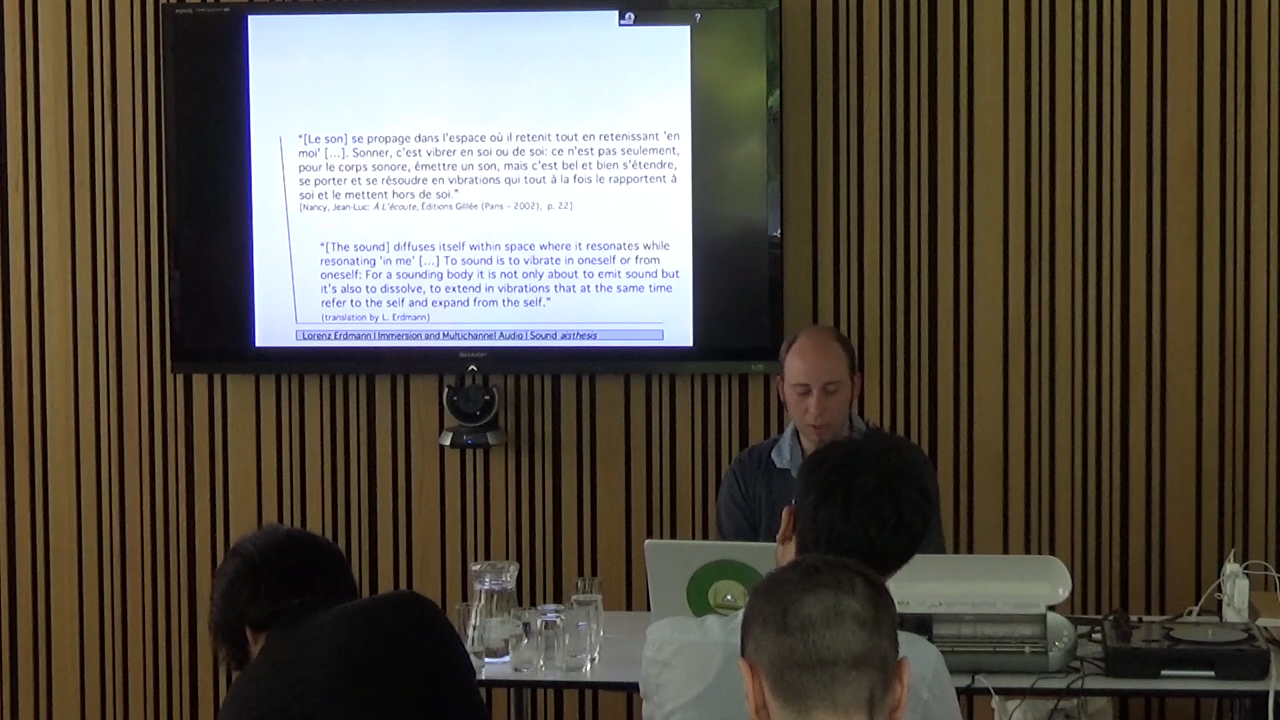 ?
“[Le son] se propage dans l'espace où il retenit tout en retenissant 'en
moi' [...]. Sonner, c'est vibrer en soi ou de soi: ce n'est pas seulement,
pour le corps sonore, émettre un son, mais c'est bel et bien s'étendre,
se porter et se résoudre en vibrations qui tout à la fois le rapportent à
soi et le mettent hors de soi.”
[Nancy, Jean-Luc: À L'écoute, Éditions Gilée (Paris – 2002), p. 22]
“[The sound] diffuses itself within space where it resonates while
resonating 'in me' [...] To sound is to vibrate in oneself or from
oneself: For a sounding body it is not only about to emit sound but
it's also to dissolve, to extend in vibrations that at the same time
refer to the self and expand from the self.”
(translation by L. Erdmann)
Lorenz Erdmann | Immersion and Multichannel Audio | Sound aisthesis
SHARP